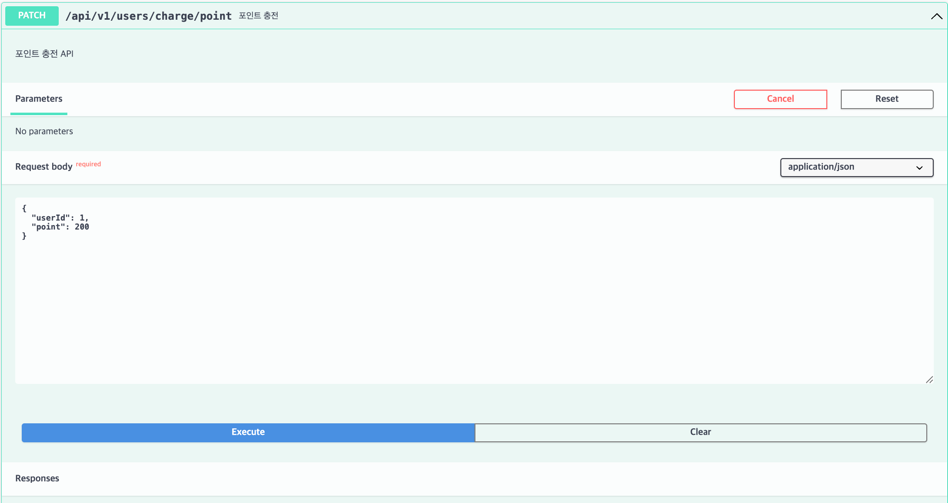 PATCH /api/v1/users/charge/point 포인트 충전
포인트 충전 API
Parameters
Cancel
Reset
No parameters
Request body required
application/json
{
  "userId": 1,
  "point": 200
}
Execute
Clear
Responses